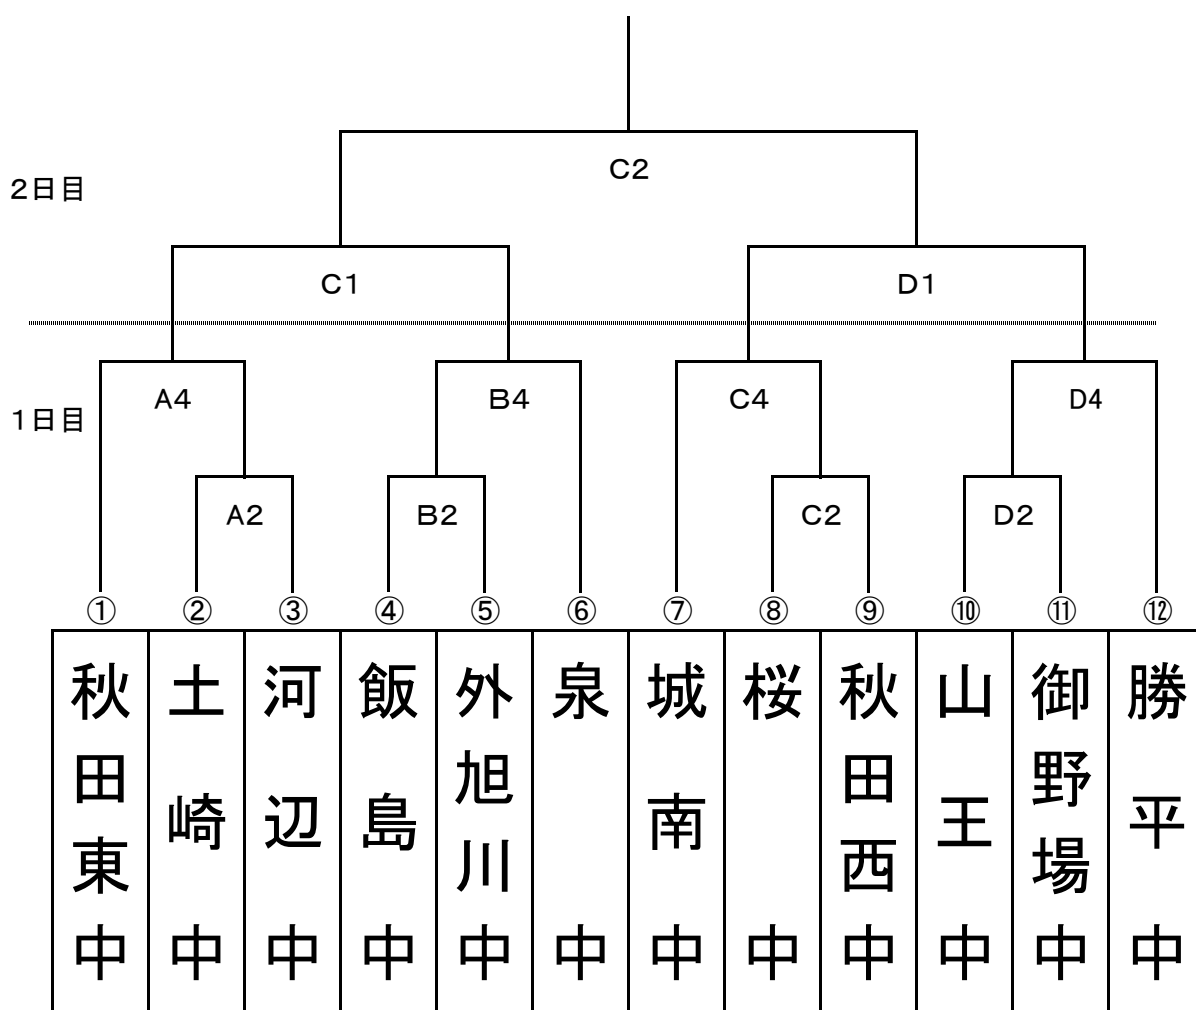 C2
２日目
C1
D1
A4
B4
C4
D4
１日目
A2
B2
C2
D2
①
②
③
④
⑤
⑥
⑦
⑧
⑨
⑩
⑪
⑫
秋田東中
土崎中
河辺中
飯島中
外旭川中
泉中
城南中
桜中
秋田西中
山王中
御野場中
勝平中